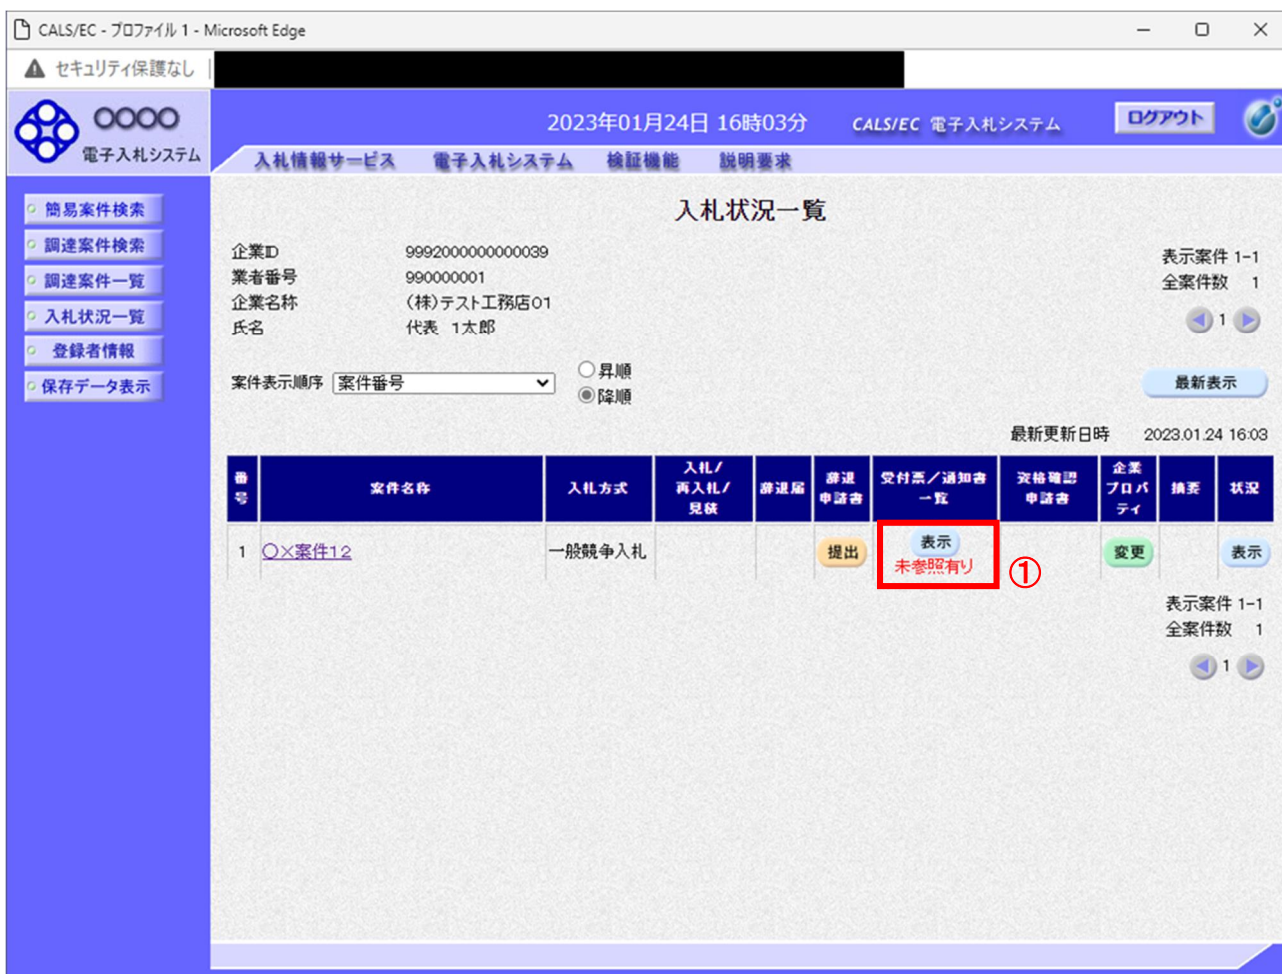 CALS/EC - プロファイル 1 - Microsoft Edge
セキュリティ保護なし
○○○○
電子入札システム
2023年01月24日 16時03分
CALS/EC 電子入札システム
ログアウト
入札情報サービス 電子入札システム 検証機能 説明要求
簡易案件検索
調達案件検索
調達案件一覧
入札状況一覧
登録者情報
保存データ表示
入札状況一覧
企業ID 9992000000000039
業者番号 990000001
企業名称 (株)テスト工務店01
氏名 代表 1太郎
表示案件 1-1
全案件数 1
1
案件表示順序 案件番号
昇順
降順
最新表示
最新更新日時 2023.01.24 16:03
番号 案件名称 入札方式 入札/再入札/見積 辞退届 辞退申請書 受付票/通知書一覧 資格確認申請書 企業プロパティ 摘要 状況
1 ○×案件12 一般競争入札 提出 表示 変更 表示
未参照有り
①
表示案件 1-1
全案件数 1
1